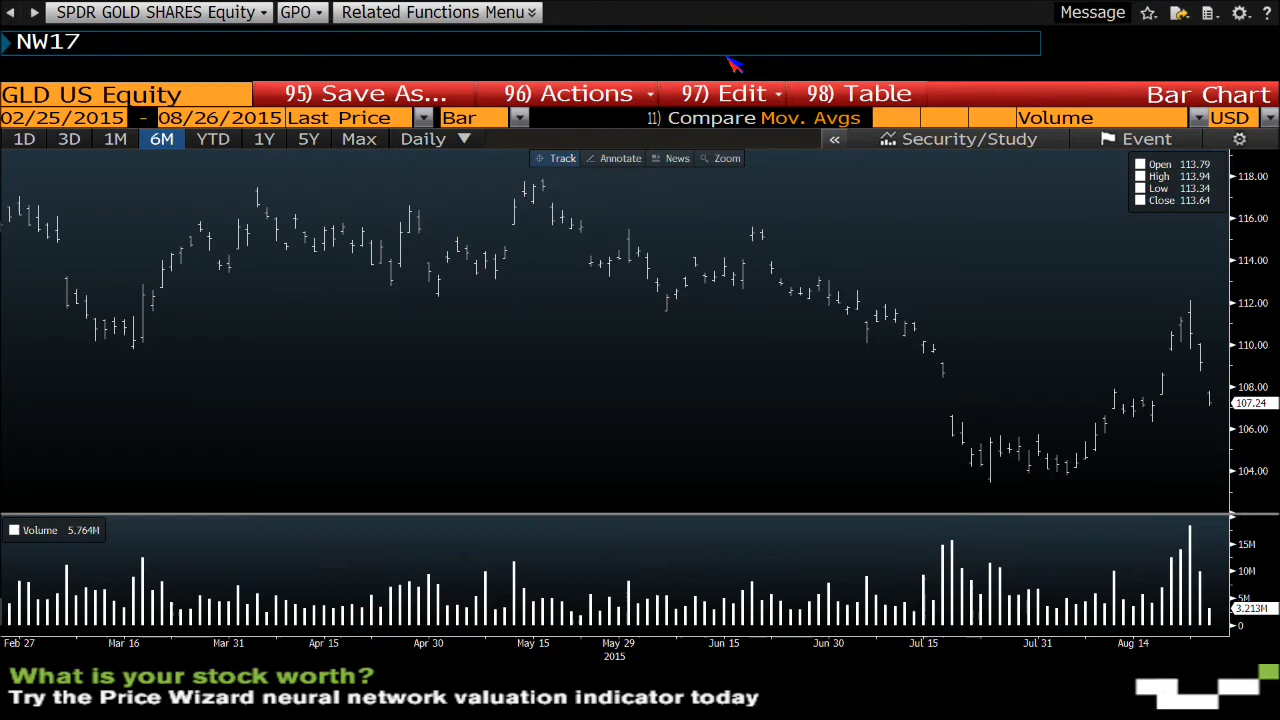 SPDR GOLD SHARES Equity GPO Related Functions Menu Message ?
NW17
GLD US Equity 95) Save As... 96) Actions 97) Edit 98) Table Bar Chart
02/25/2015 - 08/26/2015 Last Price Bar 11) Compare Mov. Avgs Volume USD
1D 3D 1M 6M YTD 1Y 5Y Max Daily « Security/Study Event
Track Annotate News Zoom
Open 113.79
High 113.94
Low 113.34
Close 113.64
118.00
116.00
114.00
112.00
110.00
108.00
107.24
106.00
104.00
Volume 5.764M
15M
10M
5M
3.213M
0
Feb 27 Mar 16 Mar 31 Apr 15 Apr 30 May 15 May 29 Jun 15 Jun 30 Jul 15 Jul 31 Aug 14
2015
What is your stock worth?
Try the Price Wizard neural network valuation indicator today